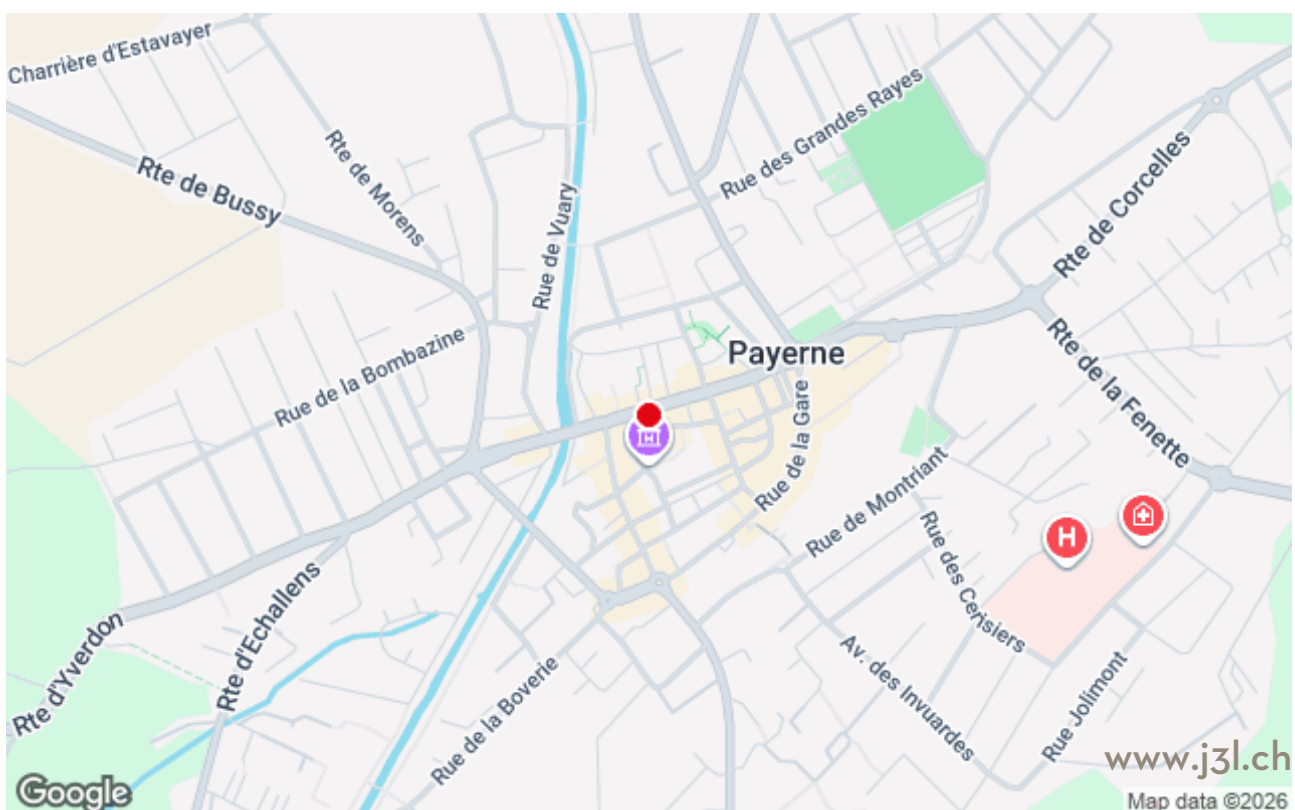 Charrière d'Estavayer
Rte de Morens
Rte de Bussy
Rue de Vuary
Rue des Grandes Rayes
Rte de Corcelles
Rue de la Bombazine
Payerne
Rte de la Fenette
Rue de la Gare
Rue de Montriant
H
H
Rue des Cerisiers
Rte d'Echallens
Rte d'Yverdon
Rue de la Boverie
Av. des Invuardes
Rue Jolimont
www.j3l.ch
Google
Map data ©2026